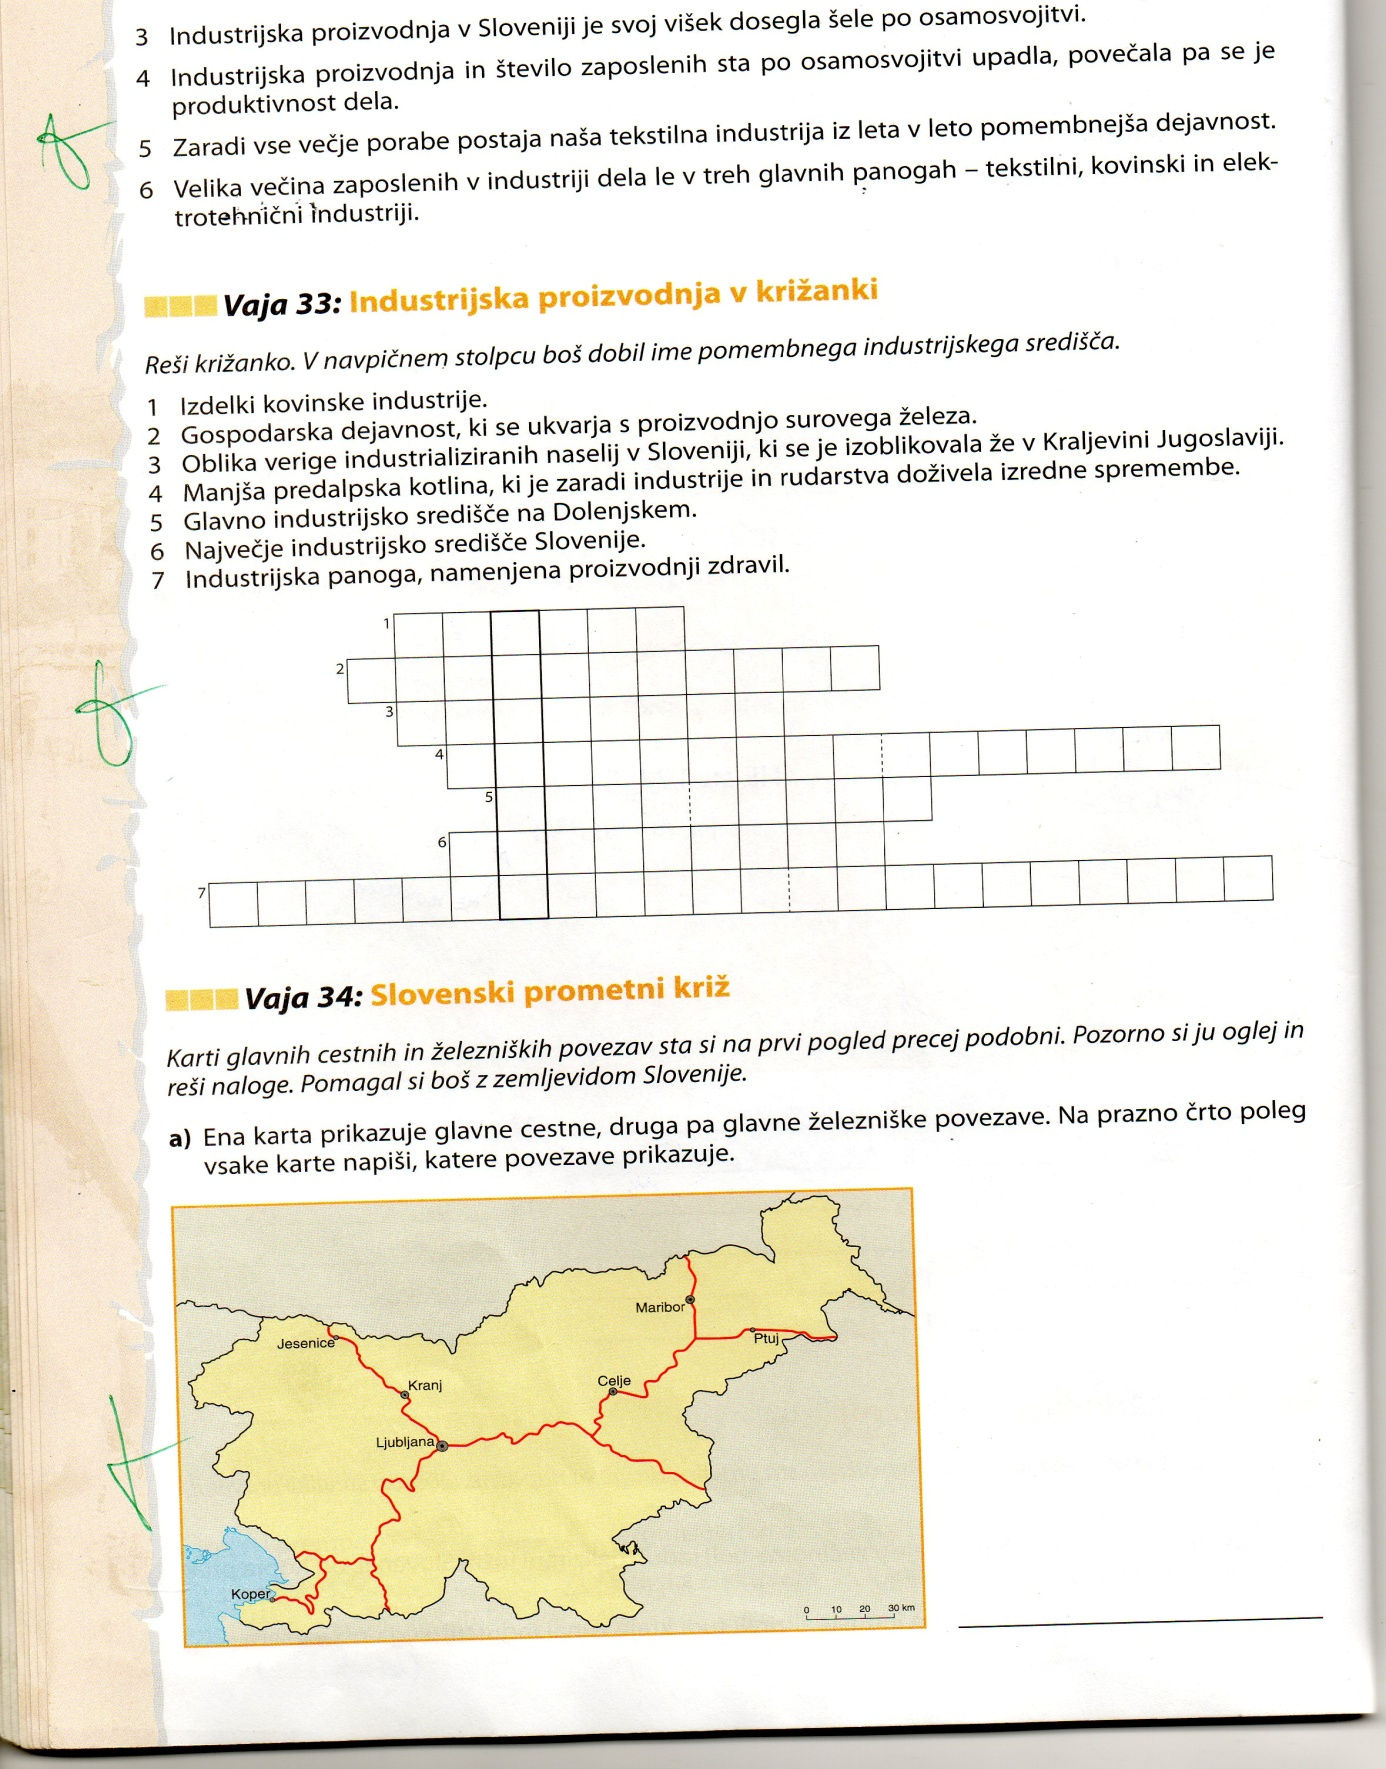 3 Industrijska proizvodnja v Sloveniji je svoj višek dosegla šele po osamosvojitvi.
4 Industrijska proizvodnja in število zaposlenih sta po osamosvojitvi upadla, povečala pa se je
produktivnost dela.
5 Zaradi vse večje porabe postaja naša tekstilna industrija iz leta v leto pomembnejša dejavnost.
6 Velika večina zaposlenih v industriji dela le v treh glavnih panogah – tekstilni, kovinski in elek-
trotehnični industriji.
Vaja 33: Industrijska proizvodnja v križanki
Reši križanko. V navpičnem stolpcu boš dobil ime pomembnega industrijskega središča.
1 Izdelki kovinske industrije.
2 Gospodarska dejavnost, ki se ukvarja s proizvodnjo surovega železa.
3 Oblika verige industrializiranih naselij v Sloveniji, ki se je izoblikovala že v Kraljevini Jugoslaviji.
4 Manjša predalpska kotlina, ki je zaradi industrije in rudarstva doživela izredne spremembe.
5 Glavno industrijsko središče na Dolenjskem.
6 Največje industrijsko središče Slovenije.
7 Industrijska panoga, namenjena proizvodnji zdravil.
1
2
3
4
5
6
7
Vaja 34: Slovenski prometni križ
Karti glavnih cestnih in železniških povezav sta si na prvi pogled precej podobni. Pozorno si ju oglej in
reši naloge. Pomagal si boš z zemljevidom Slovenije.
a) Ena karta prikazuje glavne cestne, druga pa glavne železniške povezave. Na prazno črto poleg
vsake karte napiši, katere povezave prikazuje.
Maribor
Ptuj
Jesenice
Celje
Kranj
Ljubljana
Koper
0 10 20 30 km